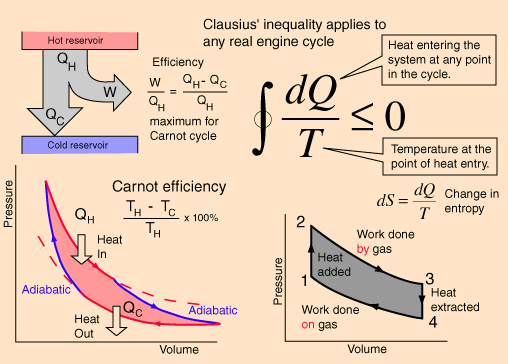 Clausius' inequality applies to
any real engine cycle
Hot reservoir
Q_H
W
Q_C
Cold reservoir
Efficiency
W/Q_H = (Q_H - Q_C)/Q_H
maximum for
Carnot cycle
∮ dQ/T ≤ 0
Heat entering the
system at any point
in the cycle.
Temperature at the
point of heat entry.
dS = dQ/T
Change in
entropy
Pressure
Carnot efficiency
(T_H - T_C)/T_H x 100%
Q_H
Heat
In
Adiabatic
Q_C
Adiabatic
Heat
Out
Volume
Pressure
2
Work done
by gas
Heat
added
1
3
Heat
extracted
4
Work done
on gas
Volume